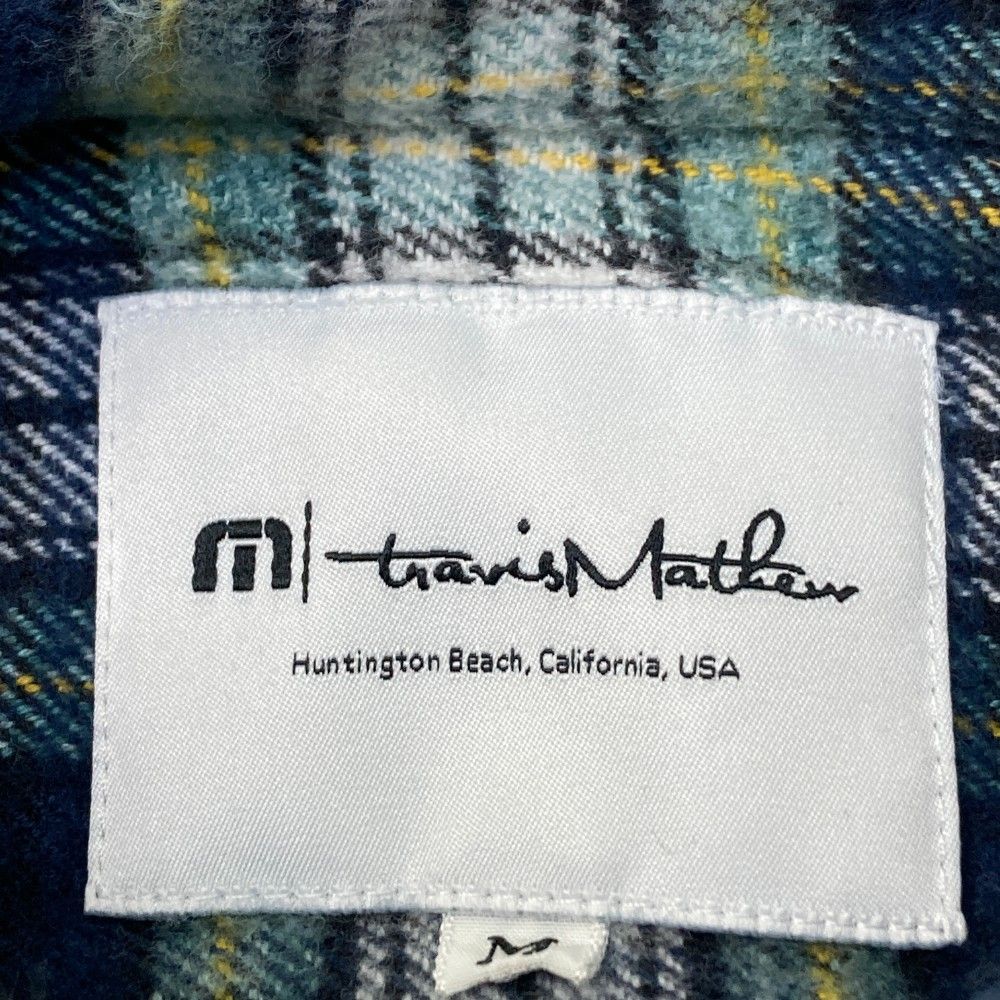 travisMathew
Huntington Beach, California, USA
M